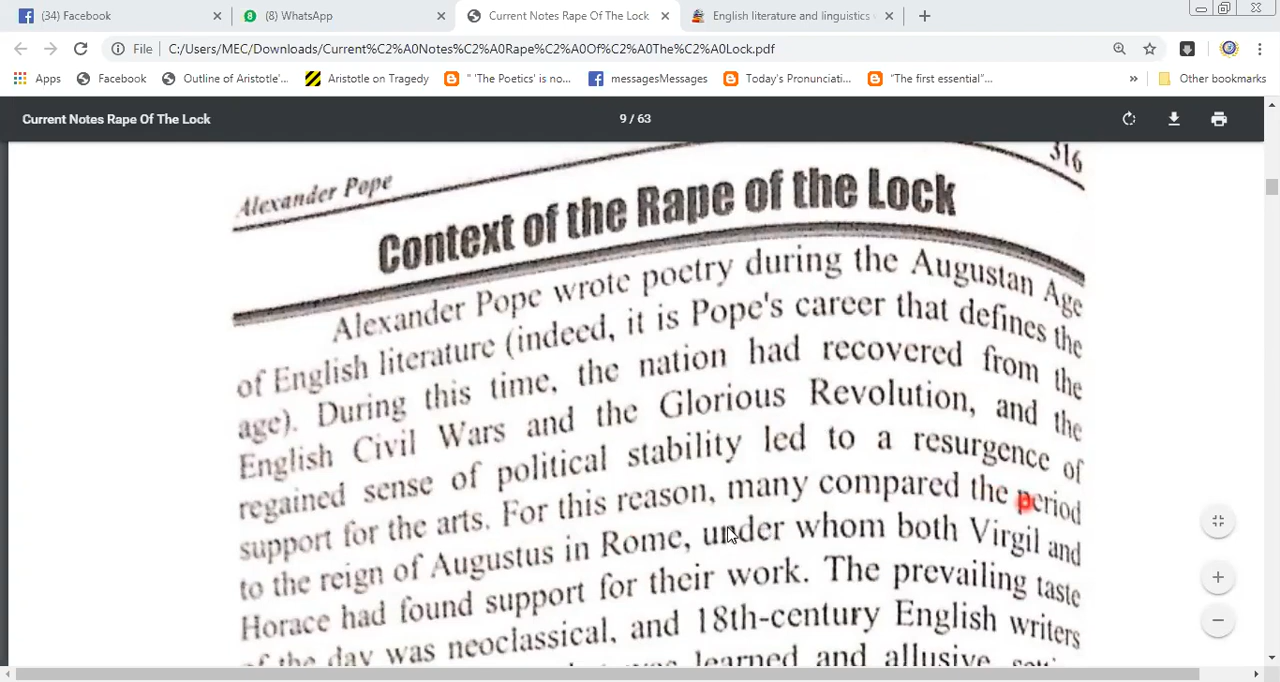 (34) Facebook
(8) WhatsApp
Current Notes Rape Of The Lock
English literature and linguistics
File
C:/Users/MEC/Downloads/Current%C2%A0Notes%C2%A0Rape%C2%A0Of%C2%A0The%C2%A0Lock.pdf
Apps
Facebook
Outline of Aristotle'...
Aristotle on Tragedy
" 'The Poetics' is no...
messagesMessages
Today's Pronunciati...
"The first essential"...
Other bookmarks
Current Notes Rape Of The Lock
9 / 63
Alexander Pope
316
Context of the Rape of the Lock
Alexander Pope wrote poetry during the Augustan Age
of English literature (indeed, it is Pope's career that defines the
age). During this time, the nation had recovered from the
English Civil Wars and the Glorious Revolution, and the
regained sense of political stability led to a resurgence of
support for the arts. For this reason, many compared the period
to the reign of Augustus in Rome, under whom both Virgil and
Horace had found support for their work. The prevailing taste
of the day was neoclassical, and 18th-century English writers
was learned and allusive,